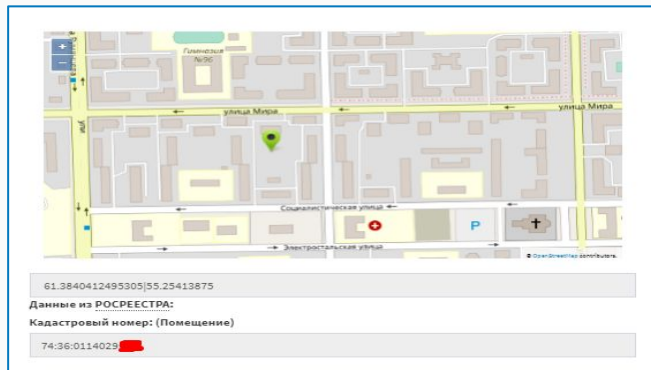 +
Гимназия
№96
−
улица Мира
улица Мира
Социалистическая улица
P
Электростальская улица
© OpenStreetMap contributors.
61.3840412495305|55.25413875
Данные из РОСРЕЕСТРА:
Кадастровый номер: (Помещение)
74:36:0114029